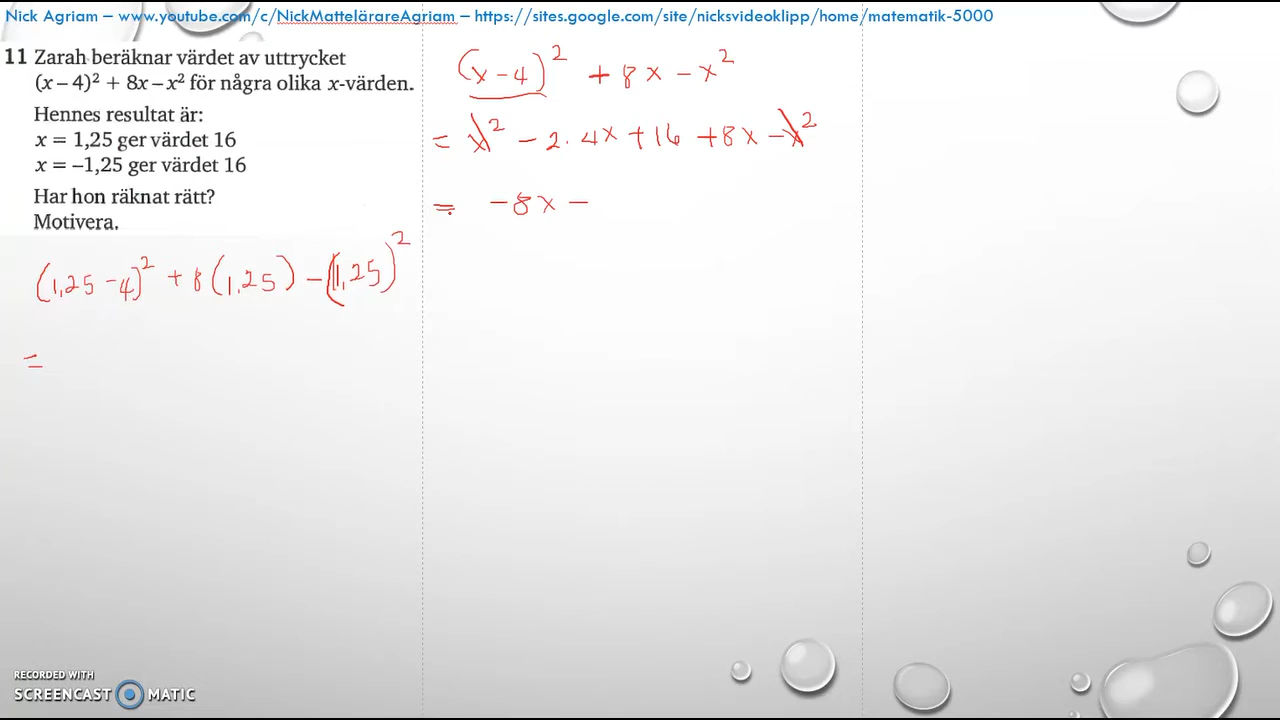 Nick Agriam – www.youtube.com/c/NickMattelärareAgriam – https://sites.google.com/site/nicksvideoklipp/home/matematik-5000
11 Zarah beräknar värdet av uttrycket
(x – 4)² + 8x – x² för några olika x-värden.
Hennes resultat är:
x = 1,25 ger värdet 16
x = –1,25 ger värdet 16
Har hon räknat rätt?
Motivera.
(1,25 – 4)² + 8(1,25) – (1,25)²
=
(x – 4)² + 8x – x²
= x² – 2·4x + 16 + 8x – x²
= –8x –
RECORDED WITH
SCREENCAST MATIC